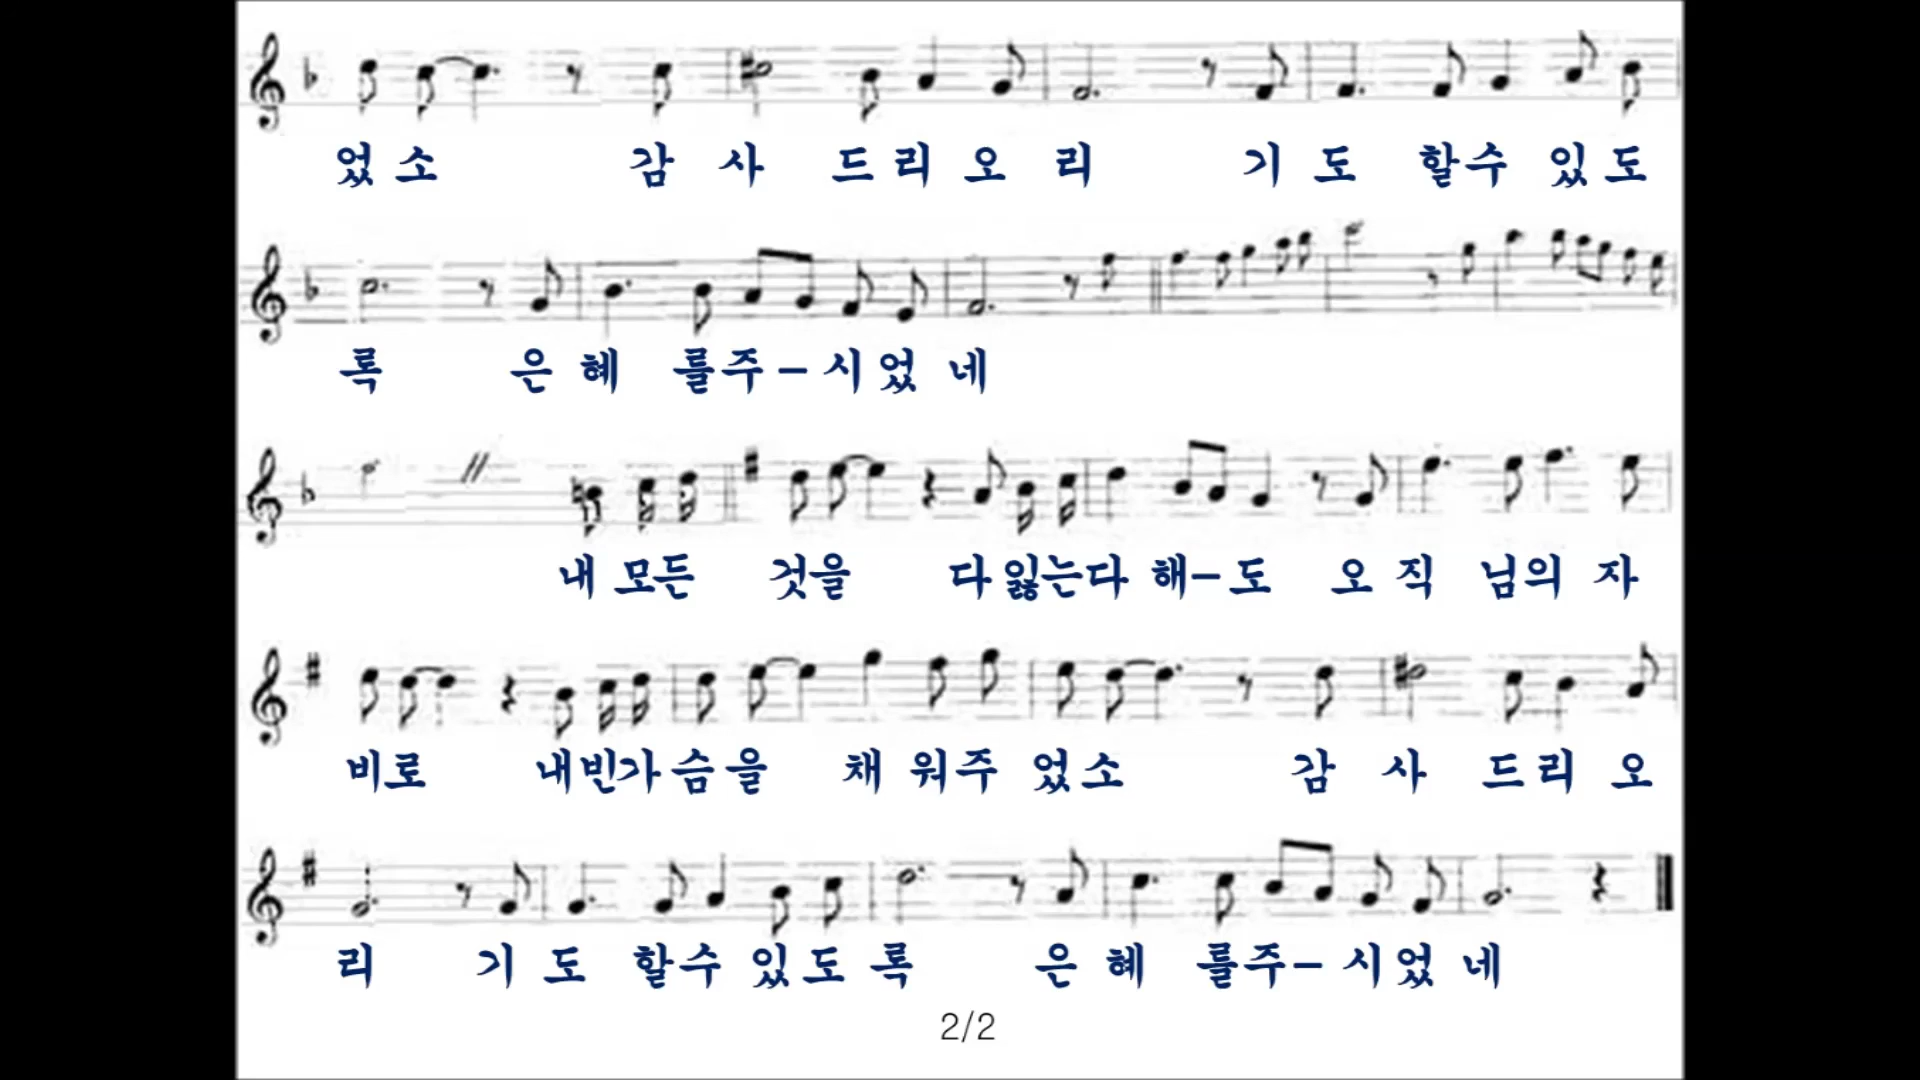 었소 감사 드리오리 기도 할수 있도
록 은혜 를주-시었네
내 모든 것을 다잃는다 해-도 오직 님의 자
비로 내빈가슴을 채 워주 었소 감사 드리 오
리 기도 할수 있도록 은혜 를주-시었네
2/2